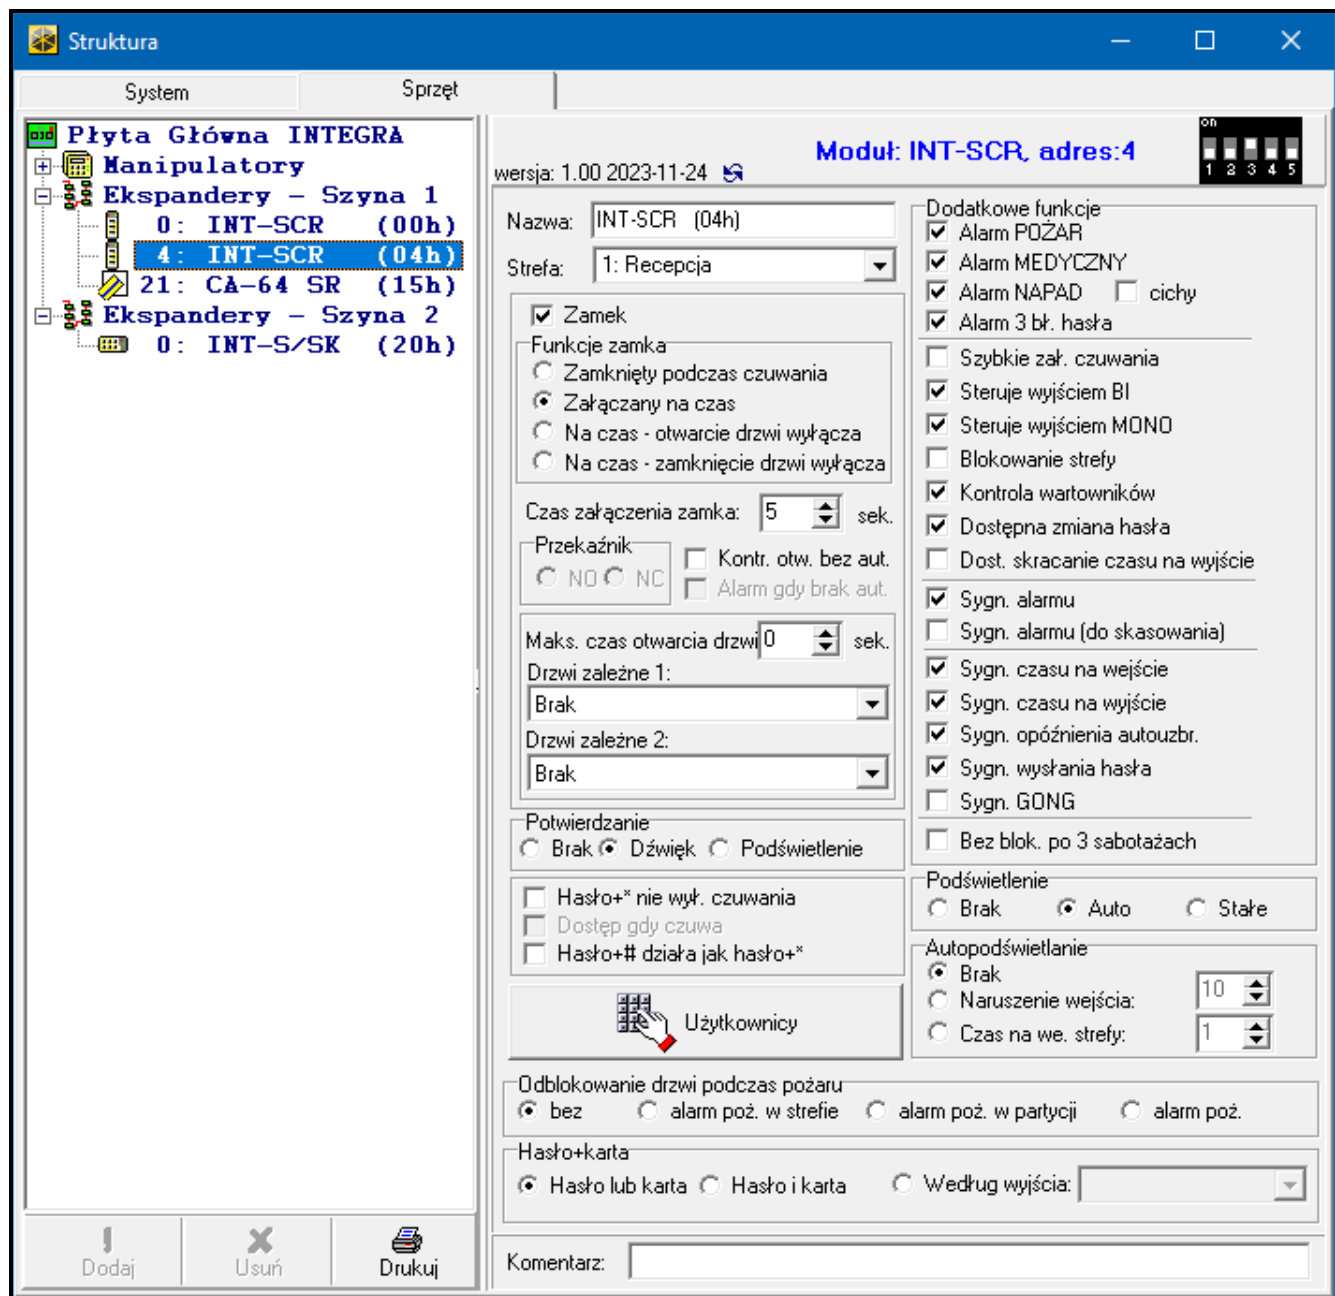 Struktura
System
Sprzęt
Płyta Główna INTEGRA
Manipulatory
Ekspandery – Szyna 1
0: INT–SCR (00h)
4: INT–SCR (04h)
21: CA–64 SR (15h)
Ekspandery – Szyna 2
0: INT–S/SK (20h)
Dodaj
Usuń
Drukuj
wersja: 1.00 2023-11-24
Moduł: INT-SCR, adres:4
on
1 2 3 4 5
Nazwa: INT-SCR (04h)
Strefa: 1: Recepcja
Zamek
Funkcje zamka
Zamknięty podczas czuwania
Załączany na czas
Na czas - otwarcie drzwi wyłącza
Na czas - zamknięcie drzwi wyłącza
Czas załączenia zamka: 5 sek.
Przekaźnik
NO NC
Kontr. otw. bez aut.
Alarm gdy brak aut.
Maks. czas otwarcia drzwi 0 sek.
Drzwi zależne 1:
Brak
Drzwi zależne 2:
Brak
Potwierdzanie
Brak Dźwięk Podświetlenie
Hasło+* nie wył. czuwania
Dostęp gdy czuwa
Hasło+# działa jak hasło+*
Użytkownicy
Dodatkowe funkcje
Alarm POŻAR
Alarm MEDYCZNY
Alarm NAPAD cichy
Alarm 3 bł. hasła
Szybkie zał. czuwania
Steruje wyjściem BI
Steruje wyjściem MONO
Blokowanie strefy
Kontrola wartowników
Dostępna zmiana hasła
Dost. skracanie czasu na wyjście
Sygn. alarmu
Sygn. alarmu (do skasowania)
Sygn. czasu na wejście
Sygn. czasu na wyjście
Sygn. opóźnienia autouzbr.
Sygn. wysłania hasła
Sygn. GONG
Bez blok. po 3 sabotażach
Podświetlenie
Brak Auto Stałe
Autopodświetlanie
Brak
Naruszenie wejścia: 10
Czas na we. strefy: 1
Odblokowanie drzwi podczas pożaru
bez alarm poż. w strefie alarm poż. w partycji alarm poż.
Hasło+karta
Hasło lub karta Hasło i karta Według wyjścia:
Komentarz: